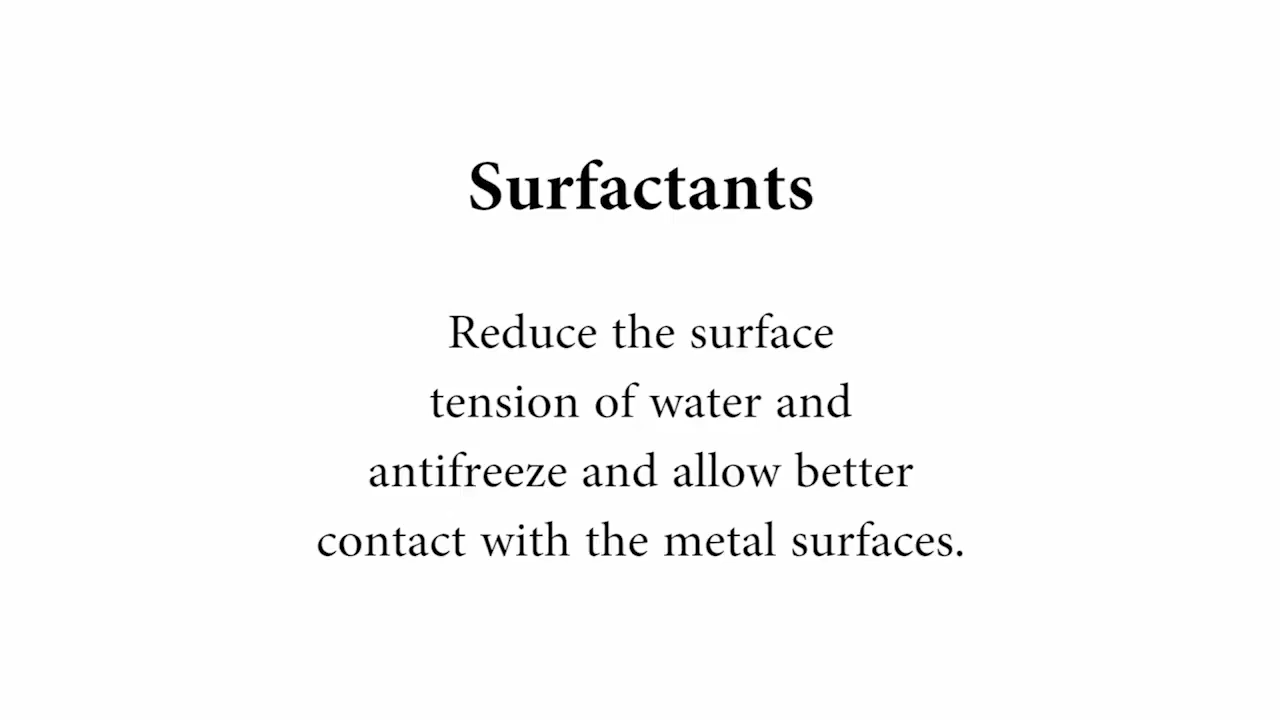 Surfactants
Reduce the surface
tension of water and
antifreeze and allow better
contact with the metal surfaces.